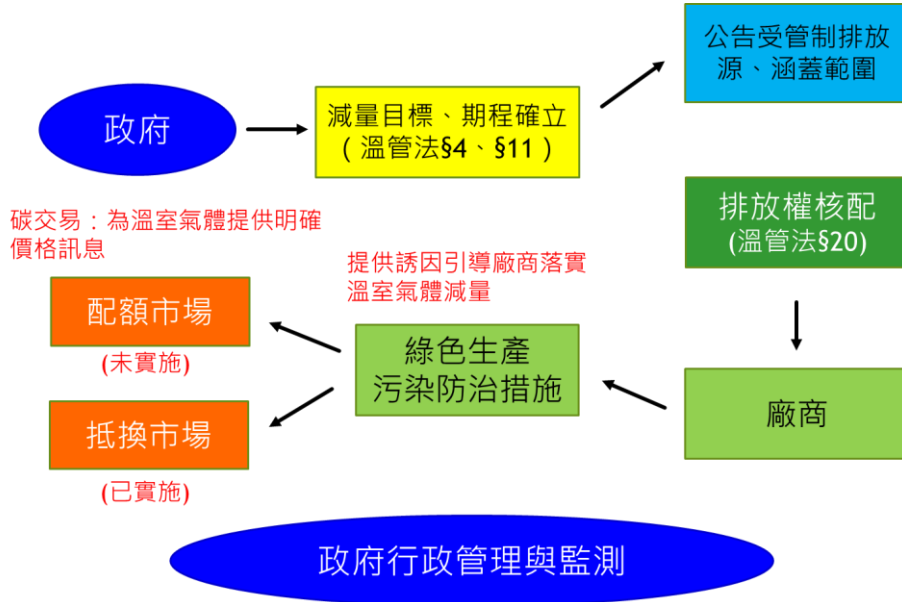 公告受管制排放
源、涵蓋範圍
政府
減量目標、期程確立
(溫管法§4、§11)
排放權核配
(溫管法§20)
碳交易：為溫室氣體提供明確
價格訊息
提供誘因引導廠商落實
溫室氣體減量
配額市場
(未實施)
綠色生產
污染防治措施
廠商
抵換市場
(已實施)
政府行政管理與監測